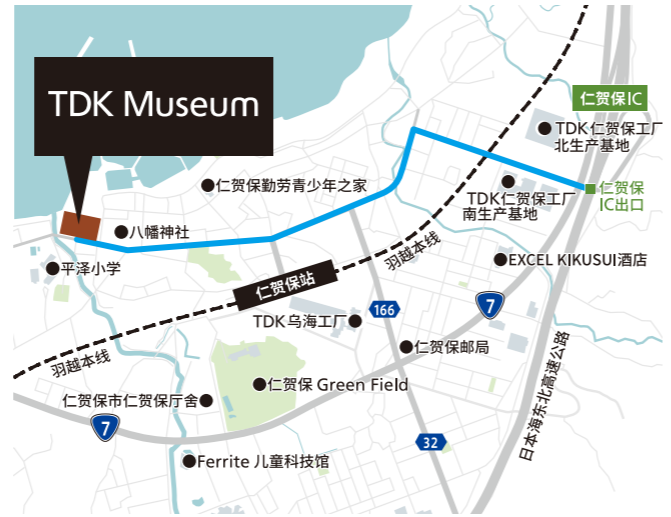 TDK Museum
仁贺保IC
TDK仁贺保工厂
北生产基地
仁贺保勤劳青少年之家
仁贺保
IC出口
TDK仁贺保工厂
南生产基地
八幡神社
羽越本线
EXCEL KIKUSUI酒店
平泽小学
仁贺保站
7
166
TDK乌海工厂
仁贺保邮局
日本海东北高速公路
羽越本线
仁贺保 Green Field
仁贺保市仁贺保厅舍
7
32
Ferrite 儿童科技馆